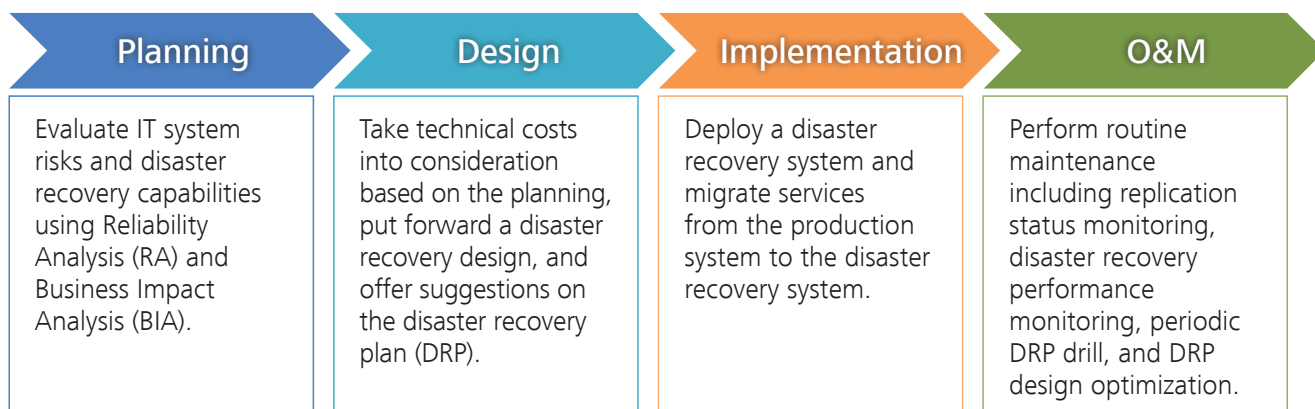 Planning
Evaluate IT system
risks and disaster
recovery capabilities
using Reliability
Analysis (RA) and
Business Impact
Analysis (BIA).
Design
Take technical costs
into consideration
based on the planning,
put forward a disaster
recovery design, and
offer suggestions on
the disaster recovery
plan (DRP).
Implementation
Deploy a disaster
recovery system and
migrate services
from the production
system to the disaster
recovery system.
O&M
Perform routine
maintenance
including replication
status monitoring,
disaster recovery
performance
monitoring, periodic
DRP drill, and DRP
design optimization.